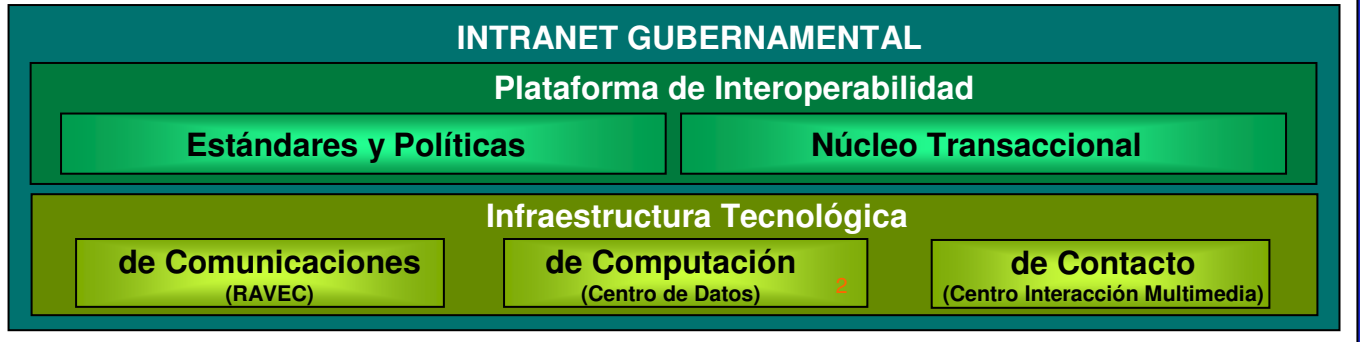 INTRANET GUBERNAMENTAL
Plataforma de Interoperabilidad
Estándares y Políticas
Núcleo Transaccional
Infraestructura Tecnológica
de Comunicaciones
(RAVEC)
de Computación
(Centro de Datos)
2
de Contacto
(Centro Interacción Multimedia)